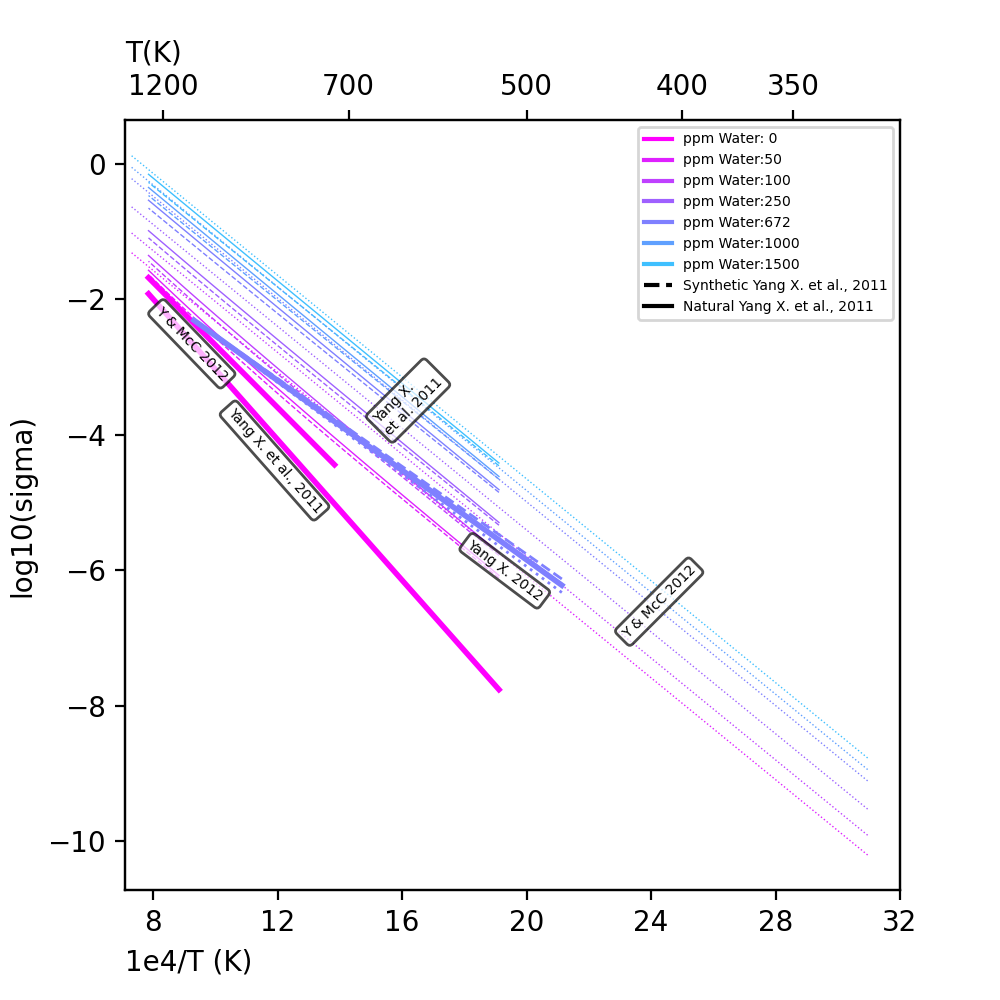 T(K)
1200 700 500 400 350
0
−2
−4
−6
−8
−10
log10(sigma)
ppm Water: 0
ppm Water:50
ppm Water:100
ppm Water:250
ppm Water:672
ppm Water:1000
ppm Water:1500
Synthetic Yang X. et al., 2011
Natural Yang X. et al., 2011
Y & McC 2012
Yang X. et al., 2011
Yang X.
et al. 2011
Yang X. 2012
Y & McC 2012
8 12 16 20 24 28 32
1e4/T (K)